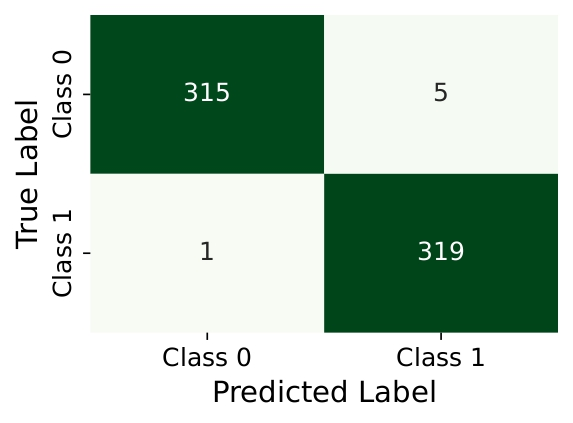 True Label
Class 0
315 5
Class 1
1 319
Class 0 Class 1
Predicted Label